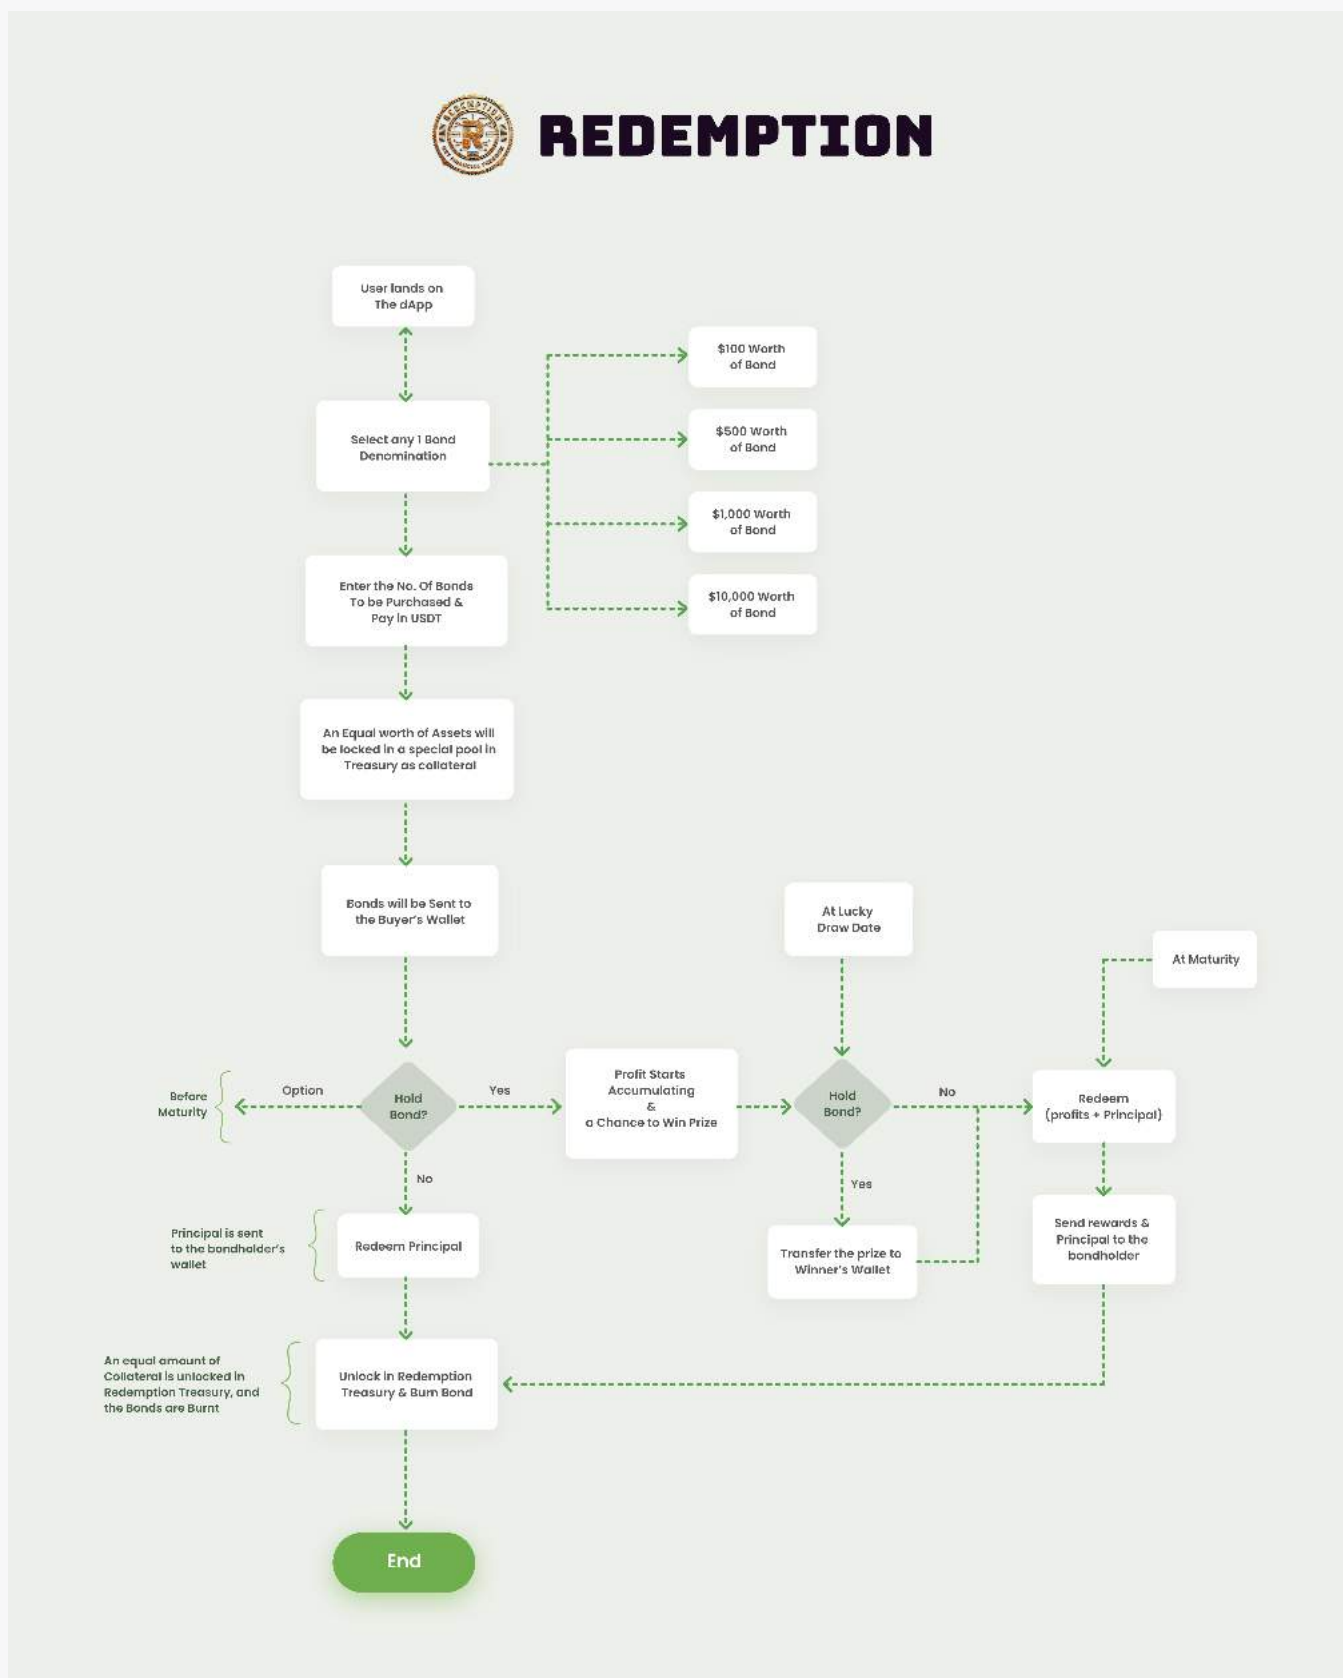 REDEMPTION
REDEMPTION
User lands on
The dApp
Select any 1 Bond
Denomination
$100 Worth
of Bond
$500 Worth
of Bond
$1,000 Worth
of Bond
$10,000 Worth
of Bond
Enter the No. Of Bonds
To be Purchased &
Pay in USDT
An Equal worth of Assets will
be locked in a special pool in
Treasury as collateral
Bonds will be Sent to
the Buyer's Wallet
At Lucky
Draw Date
At Maturity
Before
Maturity
Option
Hold
Bond?
Yes
No
Profit Starts
Accumulating
&
a Chance to Win Prize
Hold
Bond?
No
Yes
Redeem
(profits + Principal)
Send rewards &
Principal to the
bondholder
Transfer the prize to
Winner's Wallet
Principal is sent
to the bondholder's
wallet
Redeem Principal
An equal amount of
Collateral is unlocked in
Redemption Treasury, and
the Bonds are Burnt
Unlock in Redemption
Treasury & Burn Bond
End